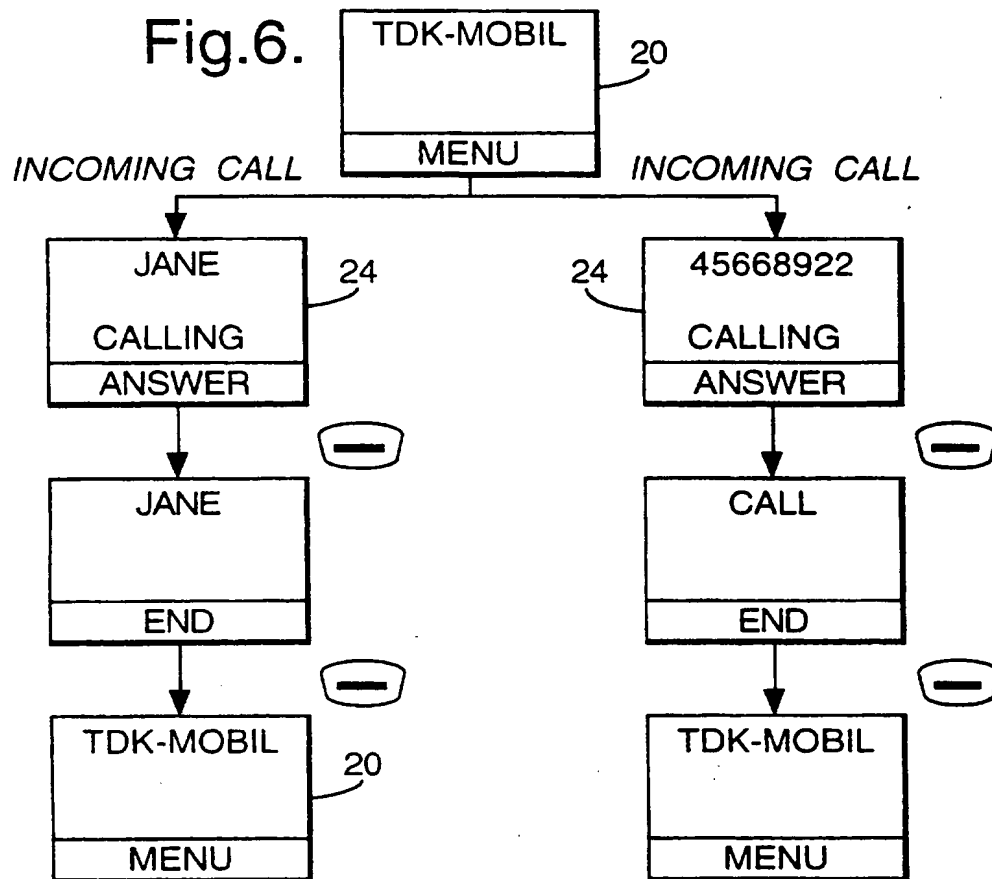 Fig.6.
TDK-MOBIL
20
MENU
INCOMING CALL
INCOMING CALL
JANE
24
CALLING
ANSWER
45668922
24
CALLING
ANSWER
JANE
END
CALL
END
TDK-MOBIL
20
MENU
TDK-MOBIL
MENU